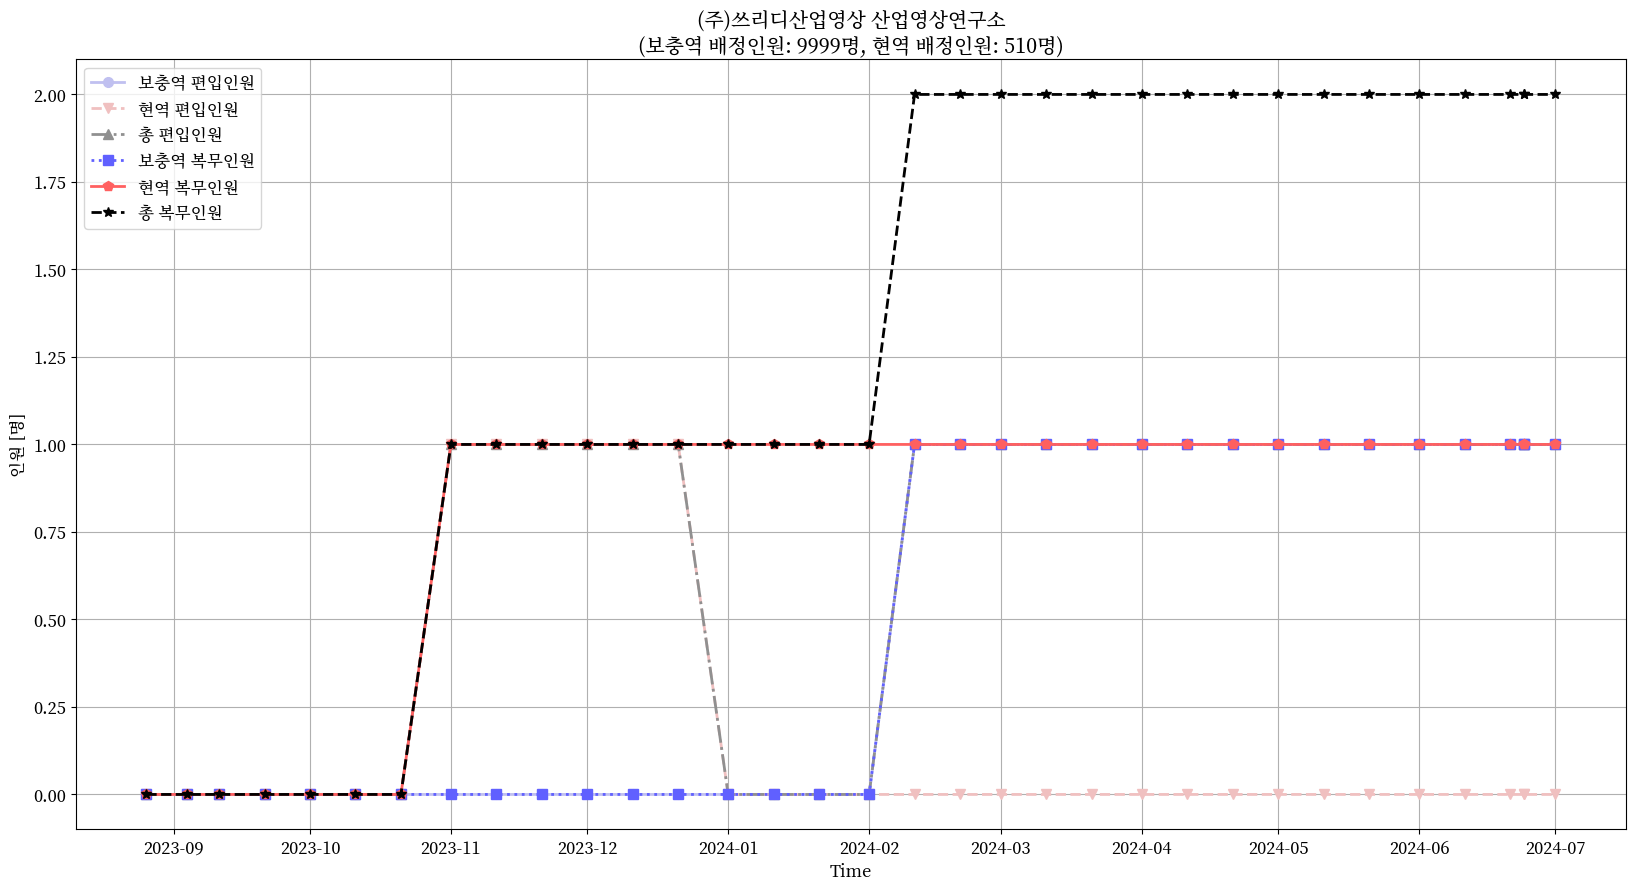 (주)쓰리디산업영상 산업영상연구소
(보충역 배정인원: 9999명, 현역 배정인원: 510명)
보충역 편입인원
현역 편입인원
총 편입인원
보충역 복무인원
현역 복무인원
총 복무인원
인원 [명]
2.00
1.75
1.50
1.25
1.00
0.75
0.50
0.25
0.00
2023-09 2023-10 2023-11 2023-12 2024-01 2024-02 2024-03 2024-04 2024-05 2024-06 2024-07
Time